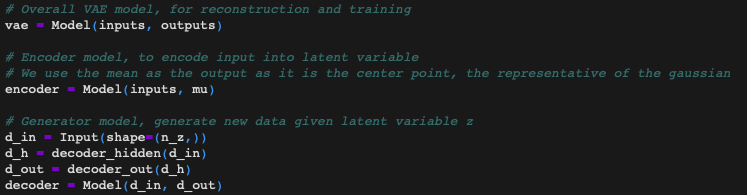 # Overall VAE model, for reconstruction and training
vae = Model(inputs, outputs)
# Encoder model, to encode input into latent variable
# We use the mean as the output as it is the center point, the representative of the gaussian
encoder = Model(inputs, mu)
# Generator model, generate new data given latent variable z
d_in = Input(shape=(n_z,))
d_h = decoder_hidden(d_in)
d_out = decoder_out(d_h)
decoder = Model(d_in, d_out)